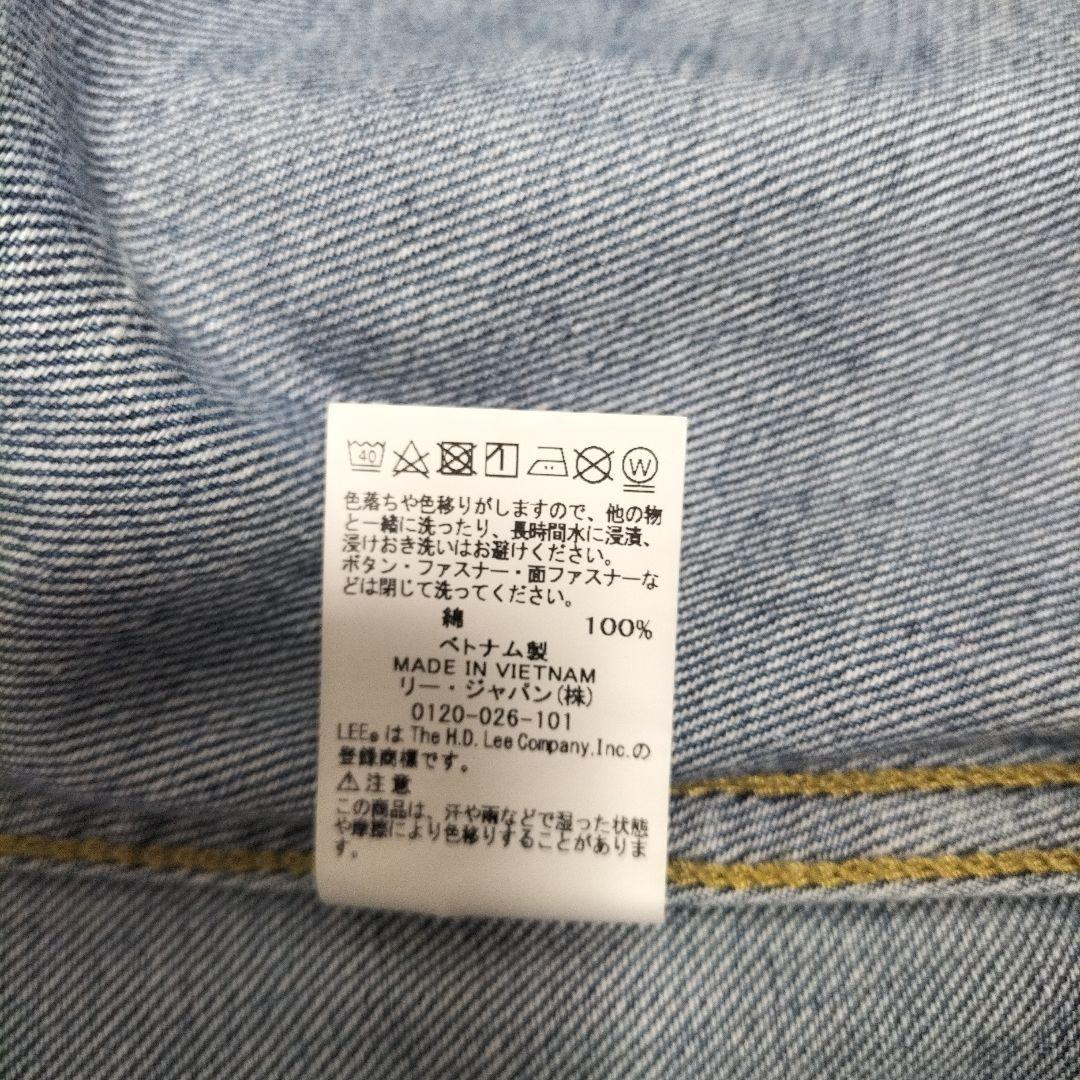 40 W
色落ちや色移りがしますので、他の物
と一緒に洗ったり、長時間水に浸漬、
浸けおき洗いはお避けください。
ボタン・ファスナー・面ファスナーな
どは閉じて洗ってください。
綿 100%
ベトナム製
MADE IN VIETNAM
リー・ジャパン(株)
0120-026-101
LEE®は The H.D. Lee Company,Inc.の
登録商標です。
⚠注意
この商品は、汗や雨などで湿った状態
や摩擦により色移りすることがありま
す。